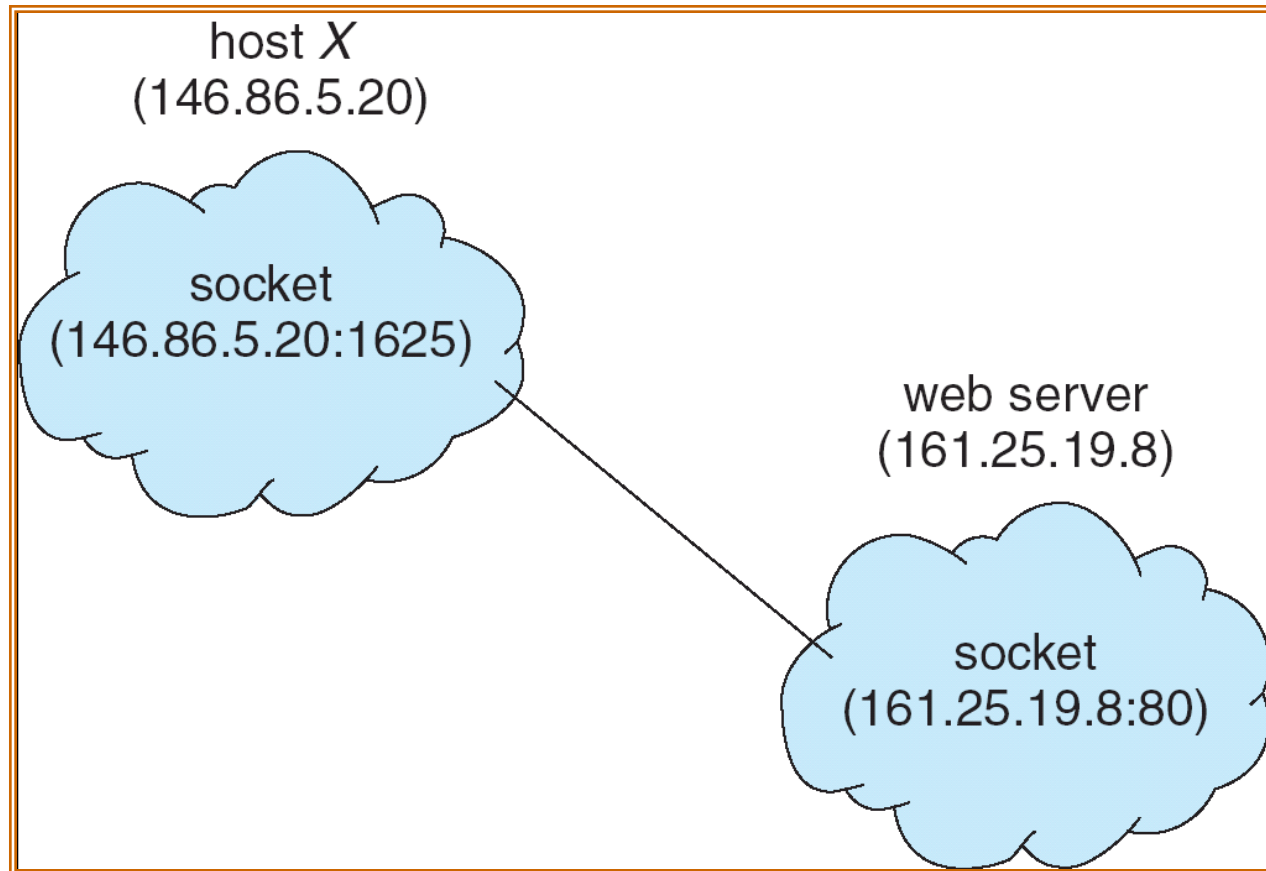 host X
(146.86.5.20)
socket
(146.86.5.20:1625)
web server
(161.25.19.8)
socket
(161.25.19.8:80)